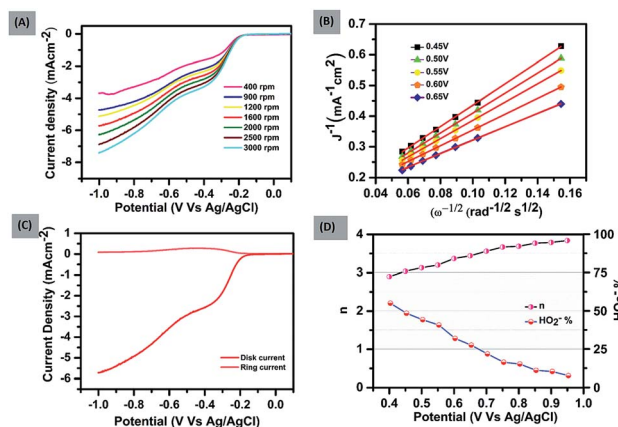 (A)
0
-2
-4
-6
-8
-1.0
-0.8
-0.6
-0.4
-0.2
0.0
Current density (mAcm⁻²)
Potential (V Vs Ag/AgCl)
400 rpm
900 rpm
1200 rpm
1600 rpm
2000 rpm
2500 rpm
3000 rpm
(B)
0.7
0.6
0.5
0.4
0.3
0.2
0.04
0.06
0.08
0.10
0.12
0.14
0.16
J⁻¹(mA⁻¹cm²)
(ω⁻¹/² (rad⁻¹/² s¹/²)
0.45V
0.50V
0.55V
0.60V
0.65V
(C)
1
0
-1
-2
-3
-4
-5
-6
-1.0
-0.8
-0.6
-0.4
-0.2
0.0
Current Density (mAcm⁻²)
Potential (V Vs Ag/AgCl)
Disk current
Ring current
(D)
4
3
2
1
0
100
75
50
25
0
0.4
0.5
0.6
0.7
0.8
0.9
1.0
n
HO₂⁻%
n
HO₂⁻ %
Potential (V Vs Ag/AgCl)